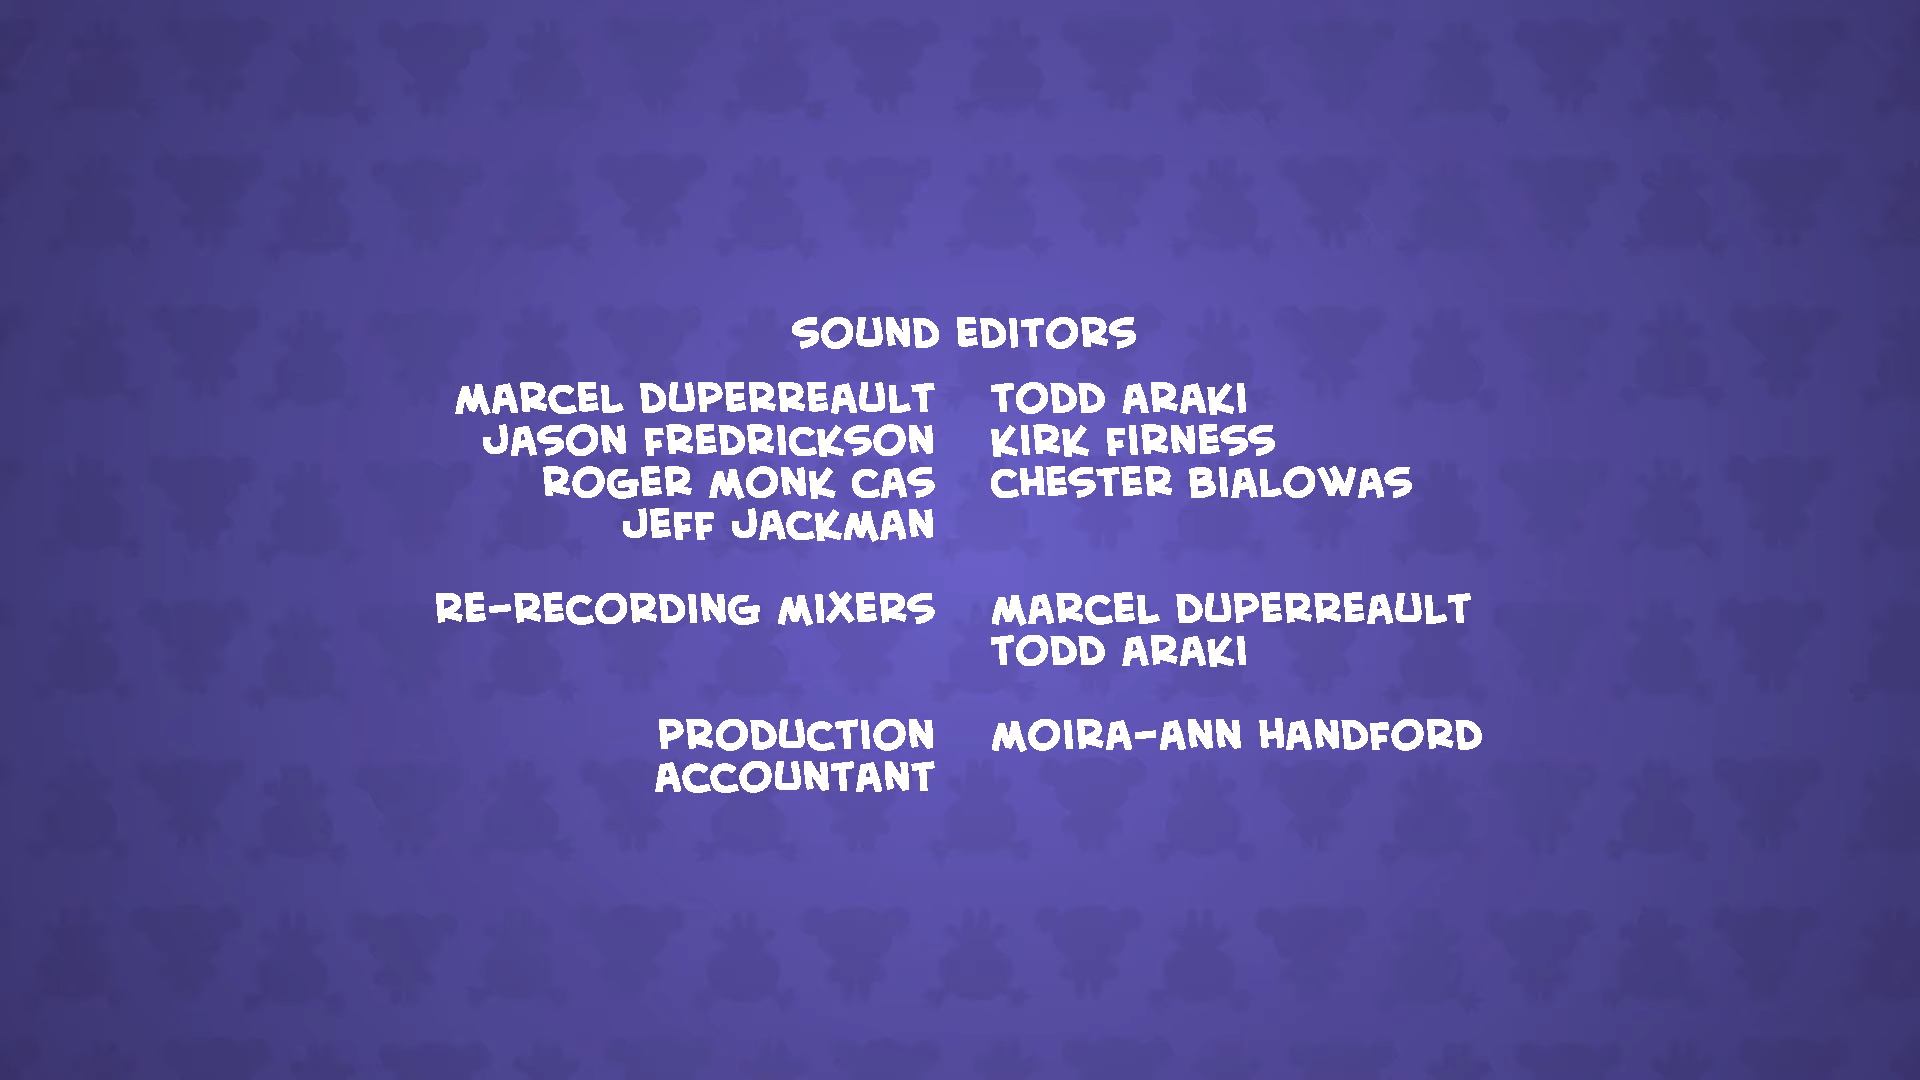 SOUND EDITORS
MARCEL DUPERREAULT TODD ARAKI
JASON FREDRICKSON KIRK FIRNESS
ROGER MONK CAS CHESTER BIALOWAS
JEFF JACKMAN
RE-RECORDING MIXERS MARCEL DUPERREAULT
TODD ARAKI
PRODUCTION MOIRA-ANN HANDFORD
ACCOUNTANT